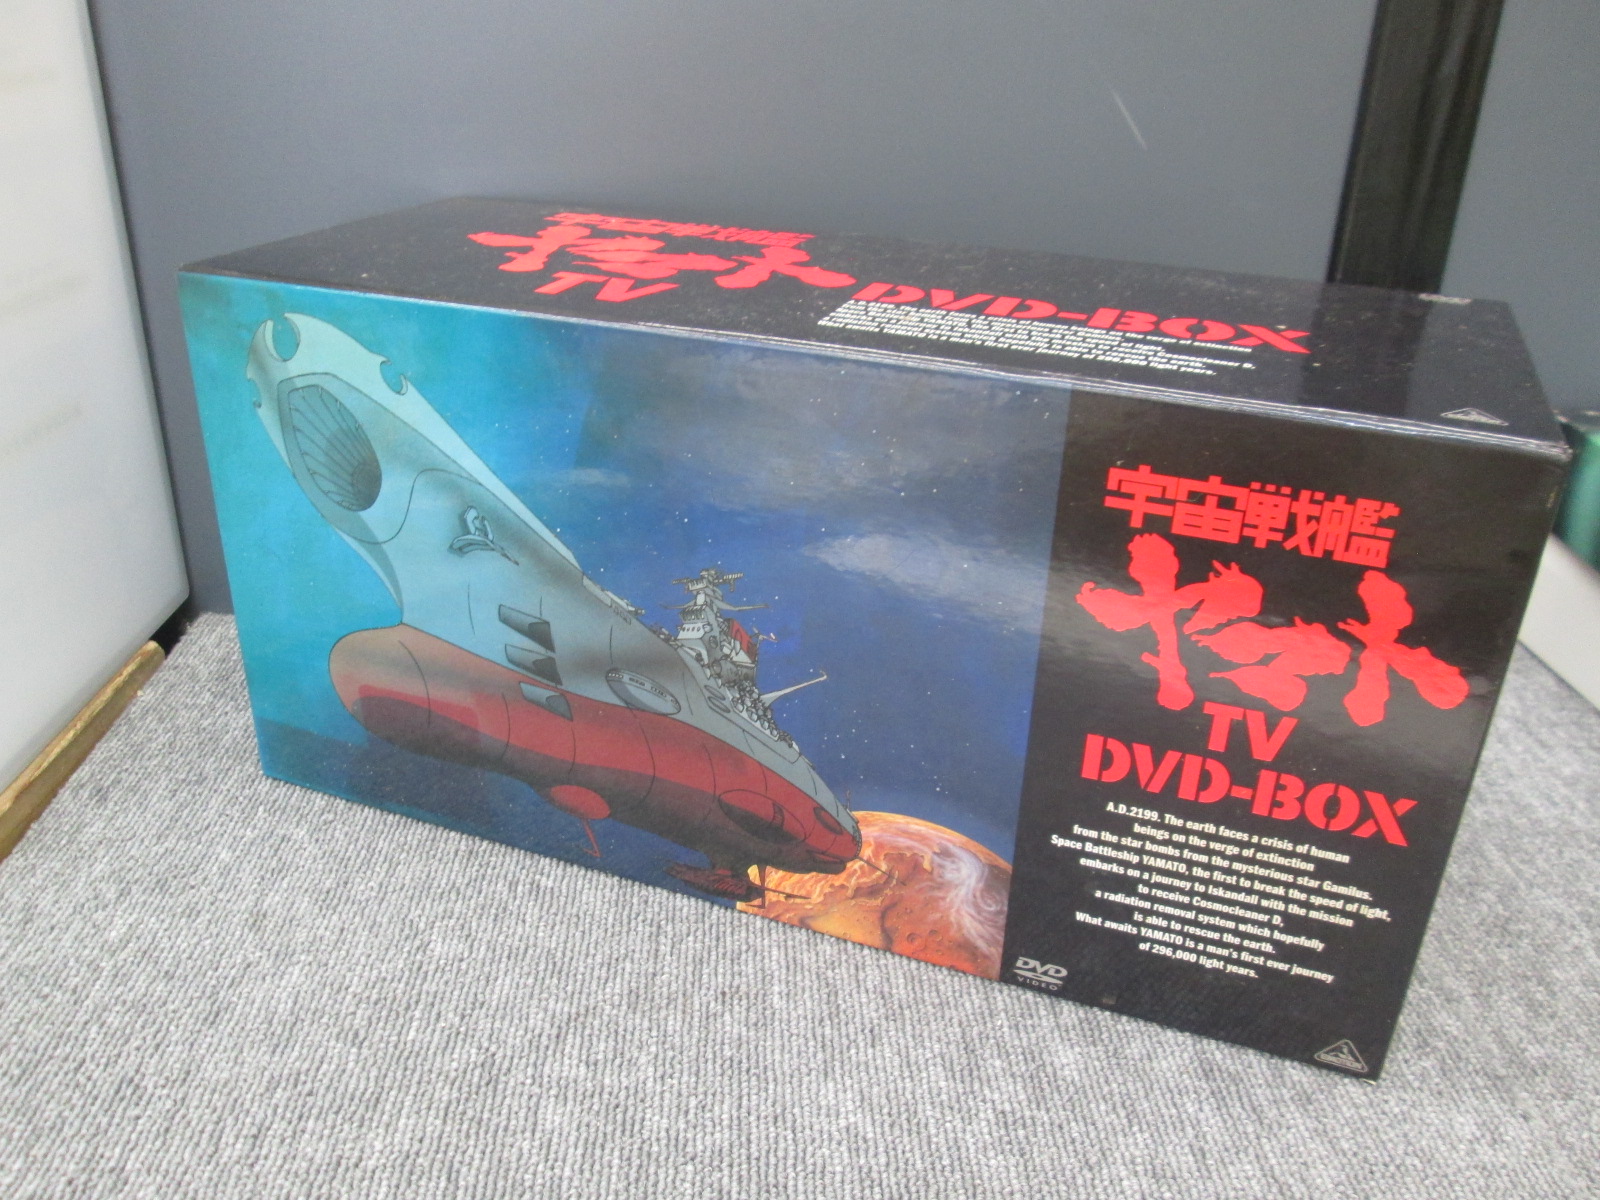 宇宙戦艦
ヤマト
TV
DVD-BOX
宇宙戦艦
ヤマト
TV
DVD-BOX
A.D.2199. The earth faces a crisis of human
beings on the verge of extinction
from the star bombs from the mysterious star Gamilus.
Space Battleship YAMATO, the first to break the speed of light,
embarks on a journey to Iskandall with the mission
to receive Cosmocleaner D,
a radiation removal system which hopefully
is able to rescue the earth.
What awaits YAMATO is a man's first ever journey
of 296,000 light years.
DVD
VIDEO